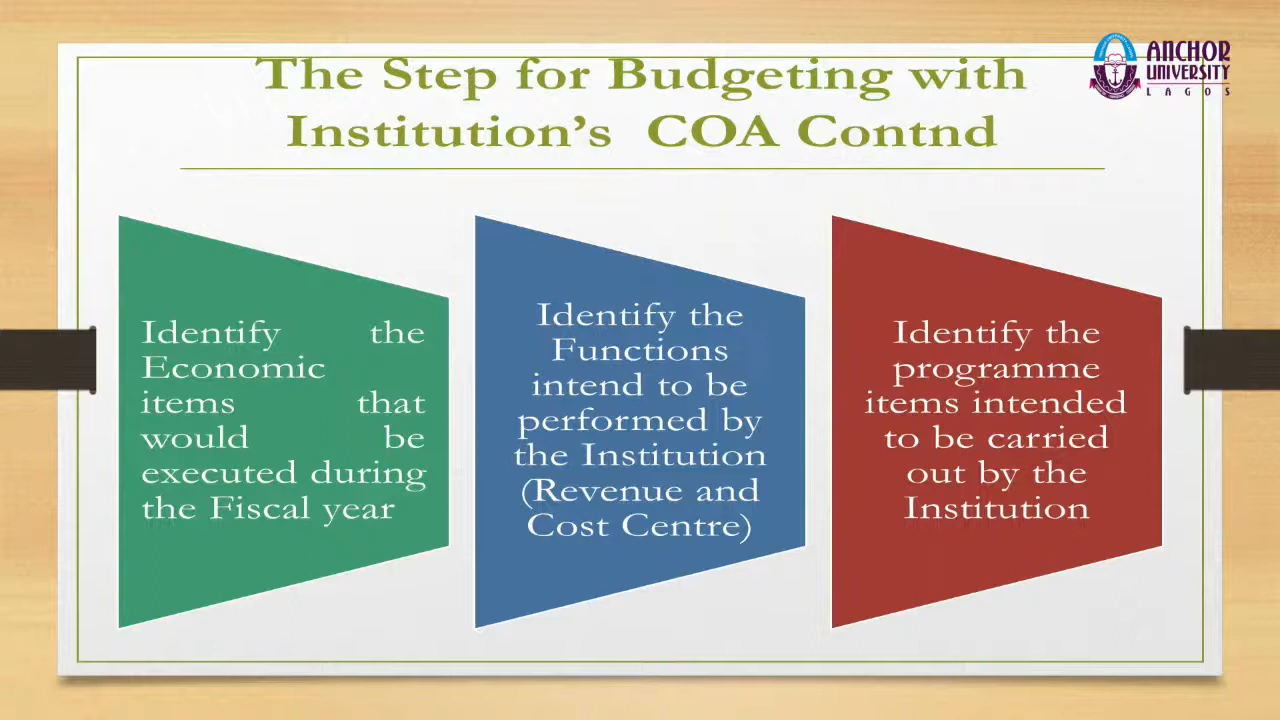 The Step for Budgeting with
Institution's  COA Contnd
ANCHOR
UNIVERSITY
LAGOS
Identify the
Economic
items that
would be
executed during
the Fiscal year
Identify the
Functions
intend to be
performed by
the Institution
(Revenue and
Cost Centre)
Identify the
programme
items intended
to be carried
out by the
Institution